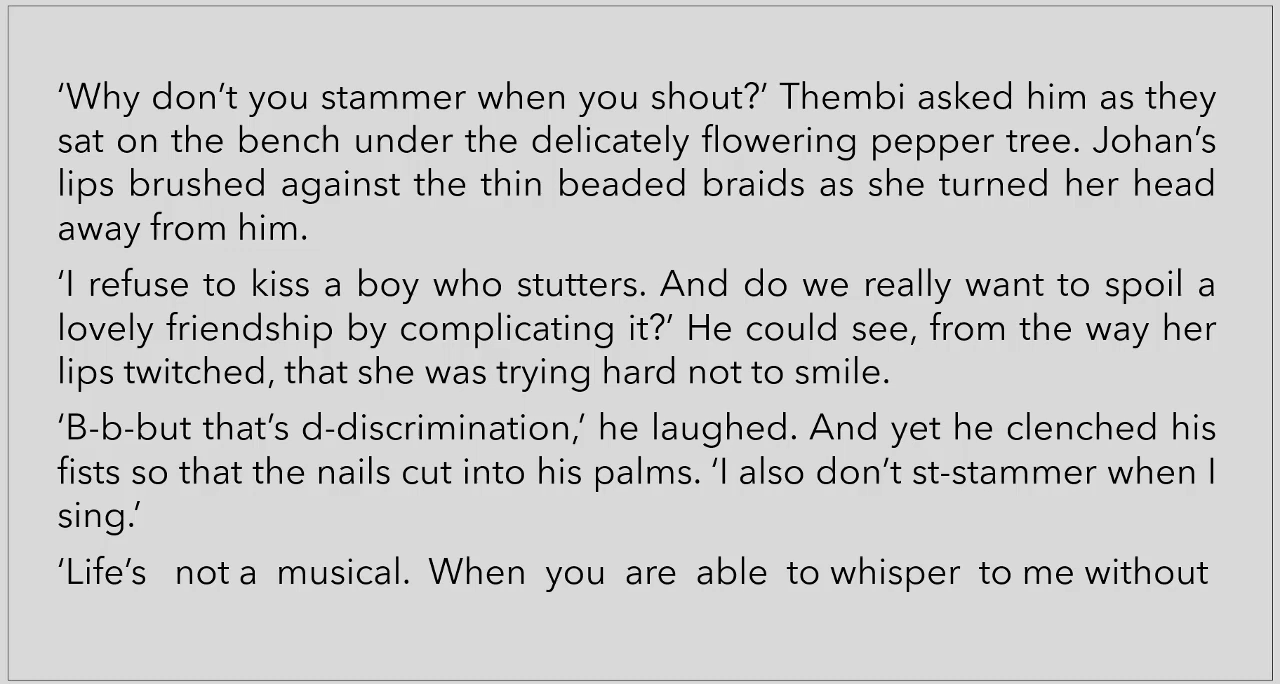 ‘Why don’t you stammer when you shout?’ Thembi asked him as they
sat on the bench under the delicately flowering pepper tree. Johan’s
lips brushed against the thin beaded braids as she turned her head
away from him.
‘I refuse to kiss a boy who stutters. And do we really want to spoil a
lovely friendship by complicating it?’ He could see, from the way her
lips twitched, that she was trying hard not to smile.
‘B-b-but that’s d-discrimination,’ he laughed. And yet he clenched his
fists so that the nails cut into his palms. ‘I also don’t st-stammer when I
sing.’
‘Life’s not a musical. When you are able to whisper to me without